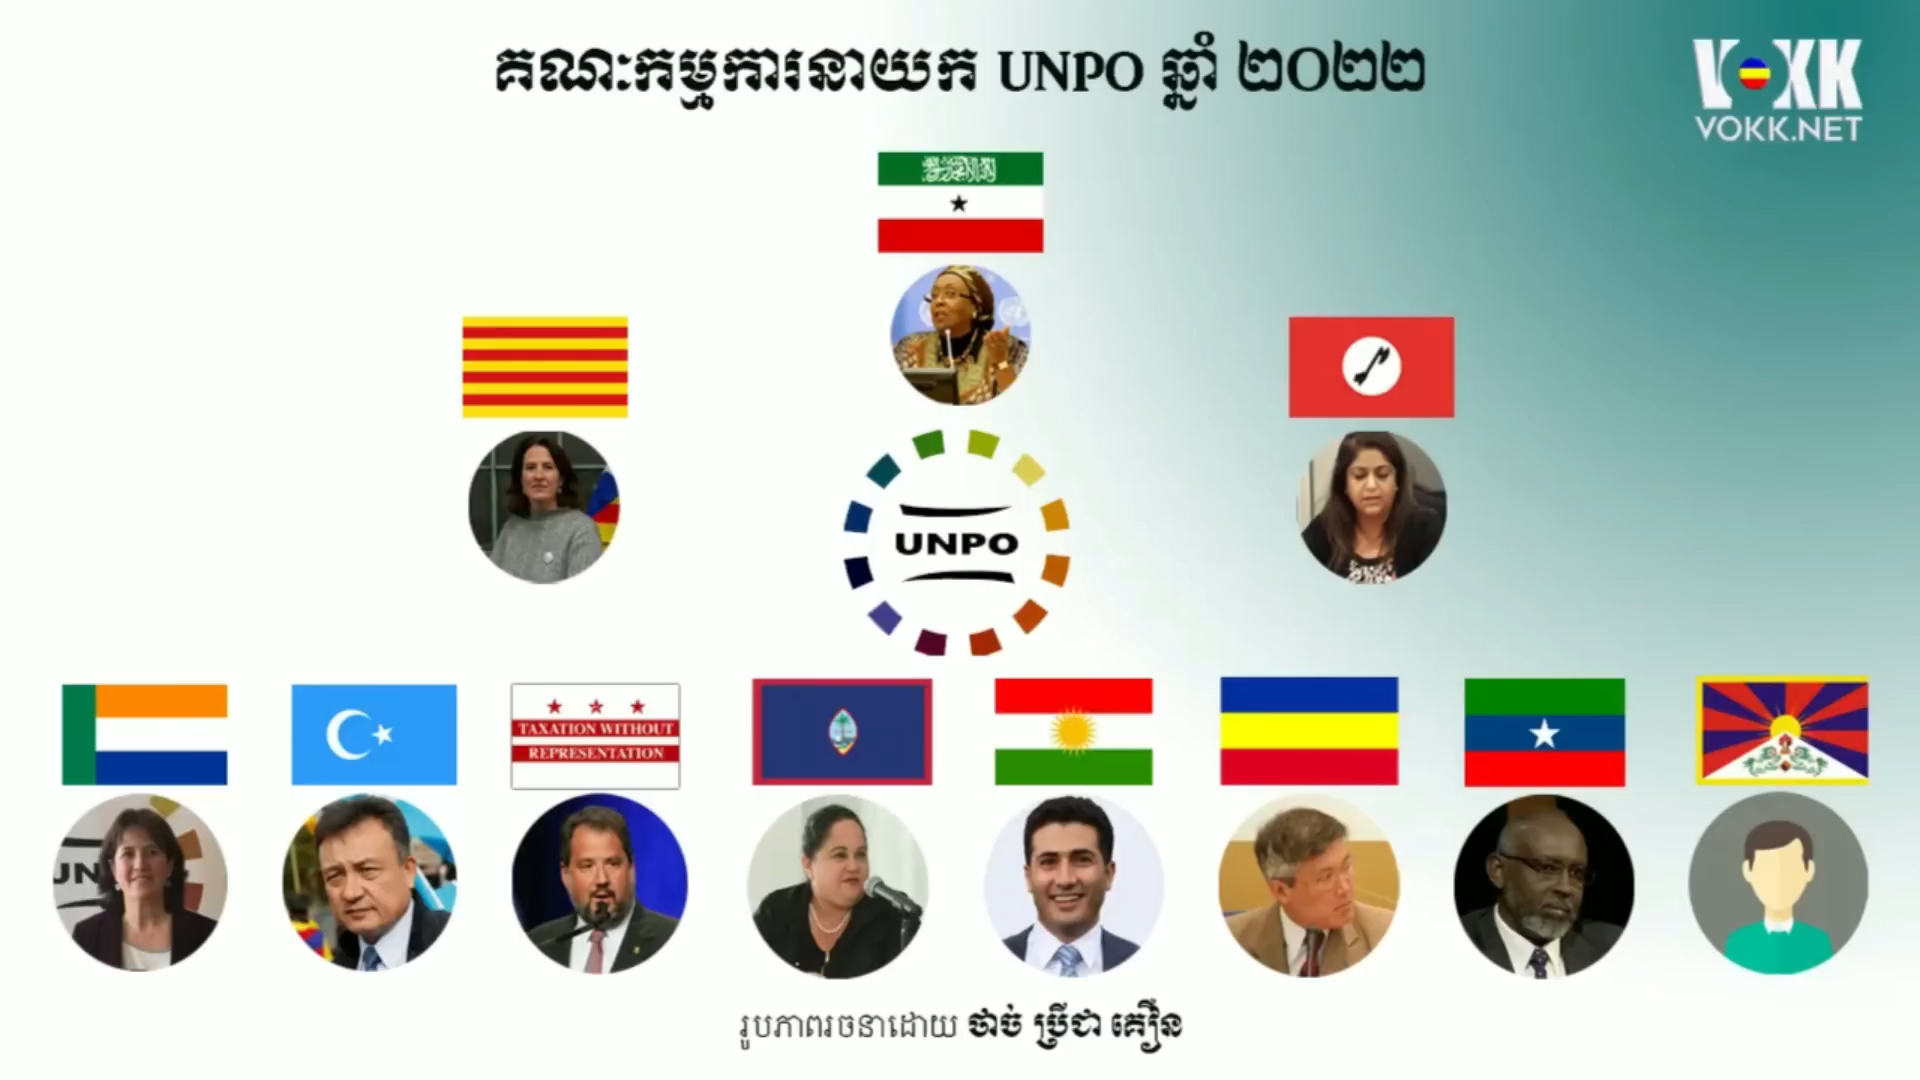 គណៈកម្មការនាយក UNPO ឆ្នាំ ២០២២
VOKK
VOKK.NET
UNPO
TAXATION WITHOUT
REPRESENTATION
UN
រូបភាពរចនាដោយ ថាច់ ប្រីជា គឿន